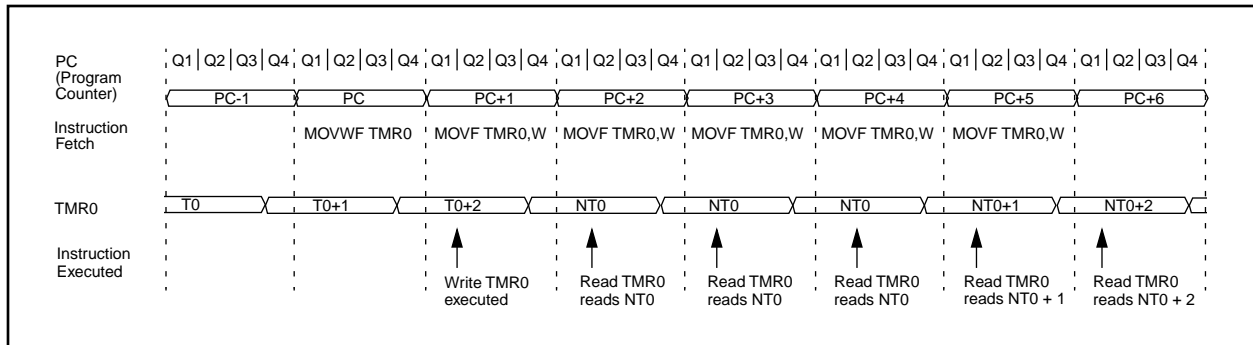 PC
(Program
Counter)
Q1 Q2 Q3 Q4 Q1 Q2 Q3 Q4 Q1 Q2 Q3 Q4 Q1 Q2 Q3 Q4 Q1 Q2 Q3 Q4 Q1 Q2 Q3 Q4 Q1 Q2 Q3 Q4 Q1 Q2 Q3 Q4
PC-1 PC PC+1 PC+2 PC+3 PC+4 PC+5 PC+6
Instruction
Fetch
MOVWF TMR0 MOVF TMR0,W MOVF TMR0,W MOVF TMR0,W MOVF TMR0,W MOVF TMR0,W
TMR0
T0 T0+1 T0+2 NT0 NT0 NT0 NT0+1 NT0+2
Instruction
Executed
Write TMR0
executed
Read TMR0
reads NT0
Read TMR0
reads NT0
Read TMR0
reads NT0
Read TMR0
reads NT0 + 1
Read TMR0
reads NT0 + 2